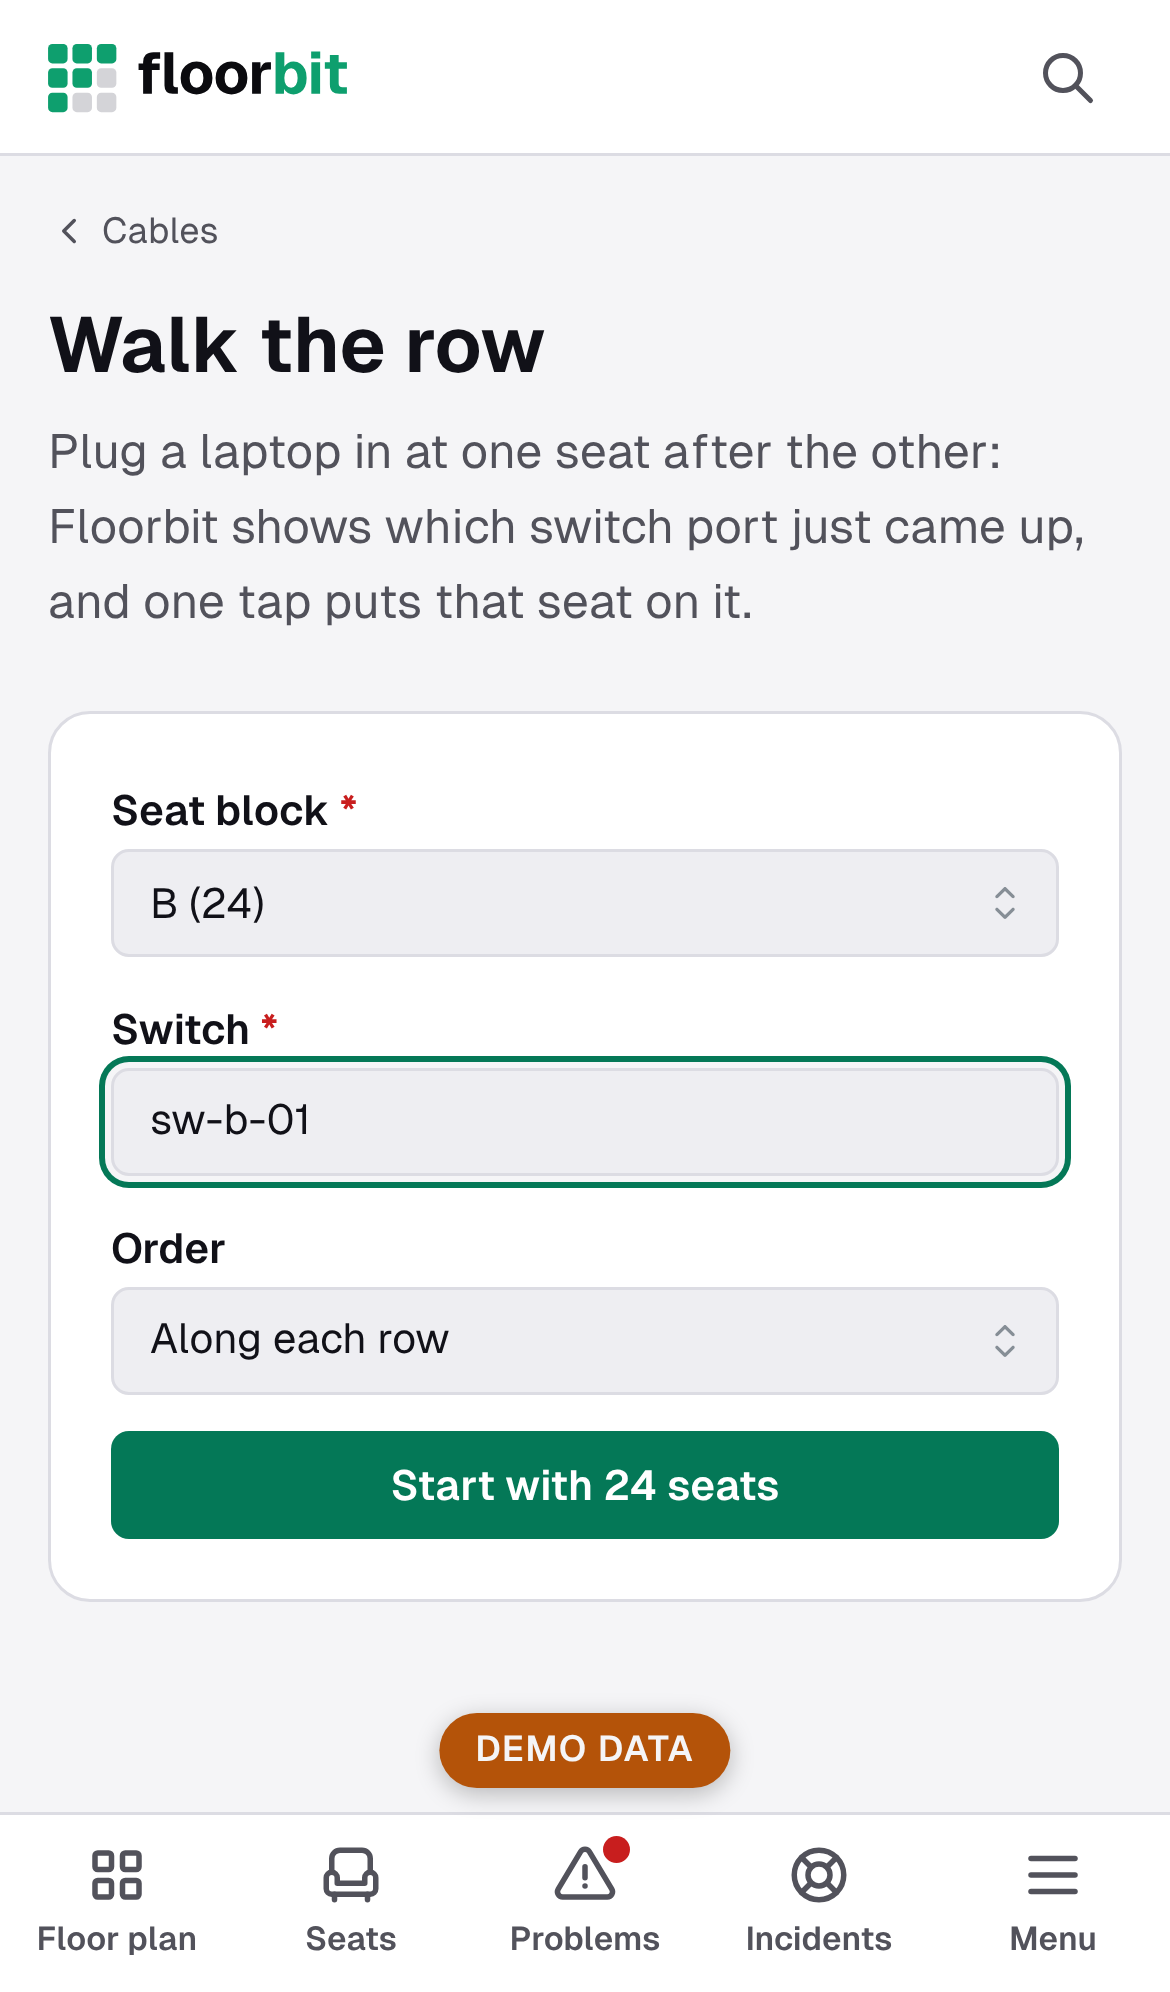 floorbit
Cables
Walk the row
Plug a laptop in at one seat after the other:
Floorbit shows which switch port just came up,
and one tap puts that seat on it.
Seat block *
B (24)
Switch *
sw-b-01
Order
Along each row
Start with 24 seats
DEMO DATA
Floor plan
Seats
Problems
Incidents
Menu